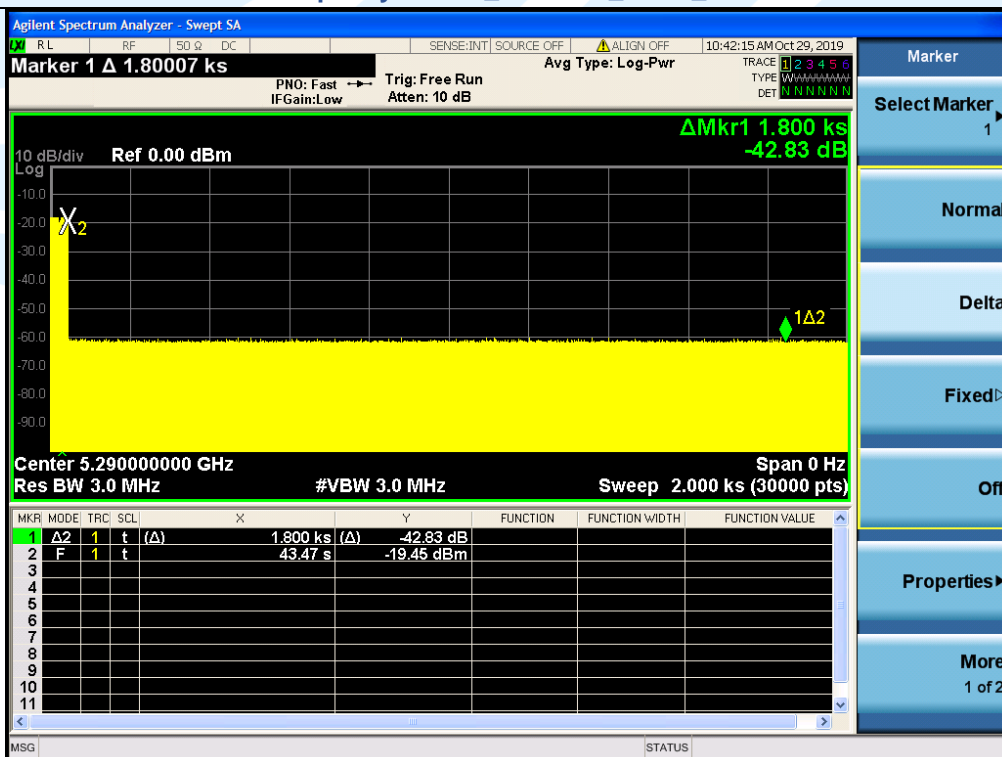 Agilent Spectrum Analyzer - Swept SA
LXI RL RF 50 Ω DC SENSE:INT SOURCE OFF ALIGN OFF 10:42:15 AM Oct 29, 2019
Marker 1 Δ 1.80007 ks
PNO: Fast
IFGain:Low
Trig: Free Run
Atten: 10 dB
Avg Type: Log-Pwr
TRACE 1 2 3 4 5 6
TYPE WWWWWW
DET N N N N N N
ΔMkr1 1.800 ks
-42.83 dB
10 dB/div Ref 0.00 dBm
Log
-10.0
-20.0
-30.0
-40.0
-50.0
-60.0
-70.0
-80.0
-90.0
X2
1Δ2
Center 5.290000000 GHz Span 0 Hz
Res BW 3.0 MHz #VBW 3.0 MHz Sweep 2.000 ks (30000 pts)
MKR MODE TRC SCL X Y FUNCTION FUNCTION WIDTH FUNCTION VALUE
1 Δ2 1 t (Δ) 1.800 ks (Δ) -42.83 dB
2 F 1 t 43.47 s -19.45 dBm
3
4
5
6
7
8
9
10
11
MSG STATUS
Marker
Select Marker
1
Normal
Delta
Fixed
Off
Properties
More
1 of 2